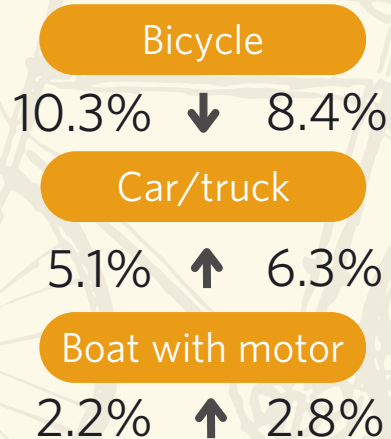 Bicycle
10.3% ↓ 8.4%
Car/truck
5.1% ↑ 6.3%
Boat with motor
2.2% ↑ 2.8%